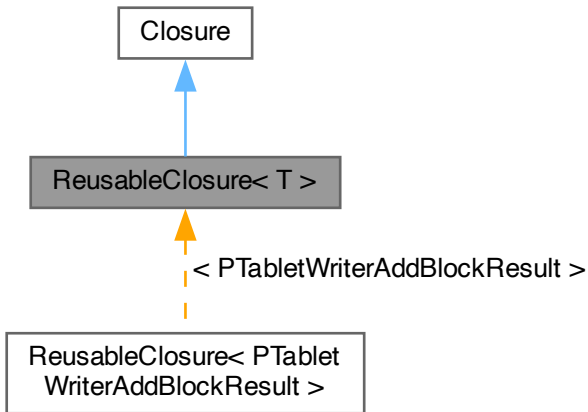 Closure
ReusableClosure< T >
< PTabletWriterAddBlockResult >
ReusableClosure< PTablet
WriterAddBlockResult >